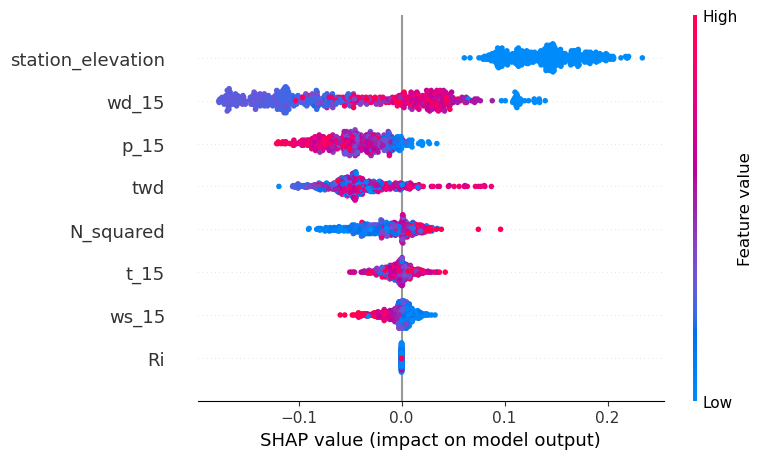 High
station_elevation
wd_15
p_15
twd
N_squared
t_15
ws_15
Ri
Feature value
Low
−0.1 0.0 0.1 0.2
SHAP value (impact on model output)